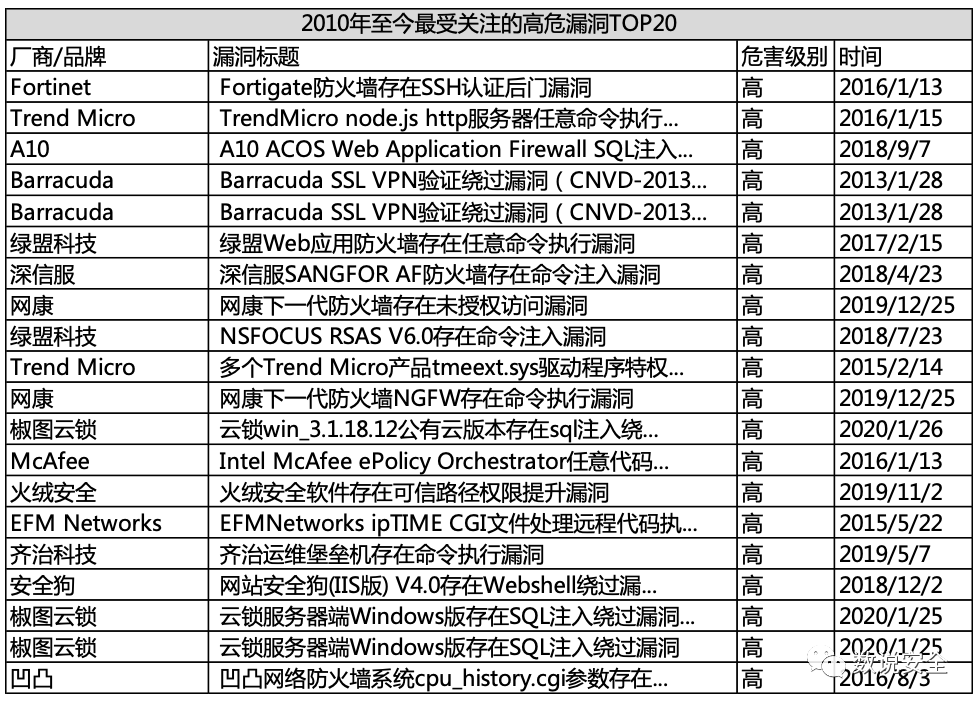 2010年至今最受关注的高危漏洞TOP20
厂商/品牌 漏洞标题 危害级别 时间
Fortinet Fortigate防火墙存在SSH认证后门漏洞 高 2016/1/13
Trend Micro TrendMicro node.js http服务器任意命令执行... 高 2016/1/15
A10 A10 ACOS Web Application Firewall SQL注入... 高 2018/9/7
Barracuda Barracuda SSL VPN验证绕过漏洞（CNVD-2013... 高 2013/1/28
Barracuda Barracuda SSL VPN验证绕过漏洞（CNVD-2013... 高 2013/1/28
绿盟科技 绿盟Web应用防火墙存在任意命令执行漏洞 高 2017/2/15
深信服 深信服SANGFOR AF防火墙存在命令注入漏洞 高 2018/4/23
网康 网康下一代防火墙存在未授权访问漏洞 高 2019/12/25
绿盟科技 NSFOCUS RSAS V6.0存在命令注入漏洞 高 2018/7/23
Trend Micro 多个Trend Micro产品tmeext.sys驱动程序特权... 高 2015/2/14
网康 网康下一代防火墙NGFW存在命令执行漏洞 高 2019/12/25
椒图云锁 云锁win_3.1.18.12公有云版本存在sql注入绕... 高 2020/1/26
McAfee Intel McAfee ePolicy Orchestrator任意代码... 高 2016/1/13
火绒安全 火绒安全软件存在可信路径权限提升漏洞 高 2019/11/2
EFM Networks EFMNetworks ipTIME CGI文件处理远程代码执... 高 2015/5/22
齐治科技 齐治运维堡垒机存在命令执行漏洞 高 2019/5/7
安全狗 网站安全狗(IIS版) V4.0存在Webshell绕过漏... 高 2018/12/2
椒图云锁 云锁服务器端Windows版存在SQL注入绕过漏洞... 高 2020/1/25
椒图云锁 云锁服务器端Windows版存在SQL注入绕过漏洞 高 2020/1/25
凹凸 凹凸网络防火墙系统cpu_history.cgi参数存在... 高 2016/8/3
数说安全